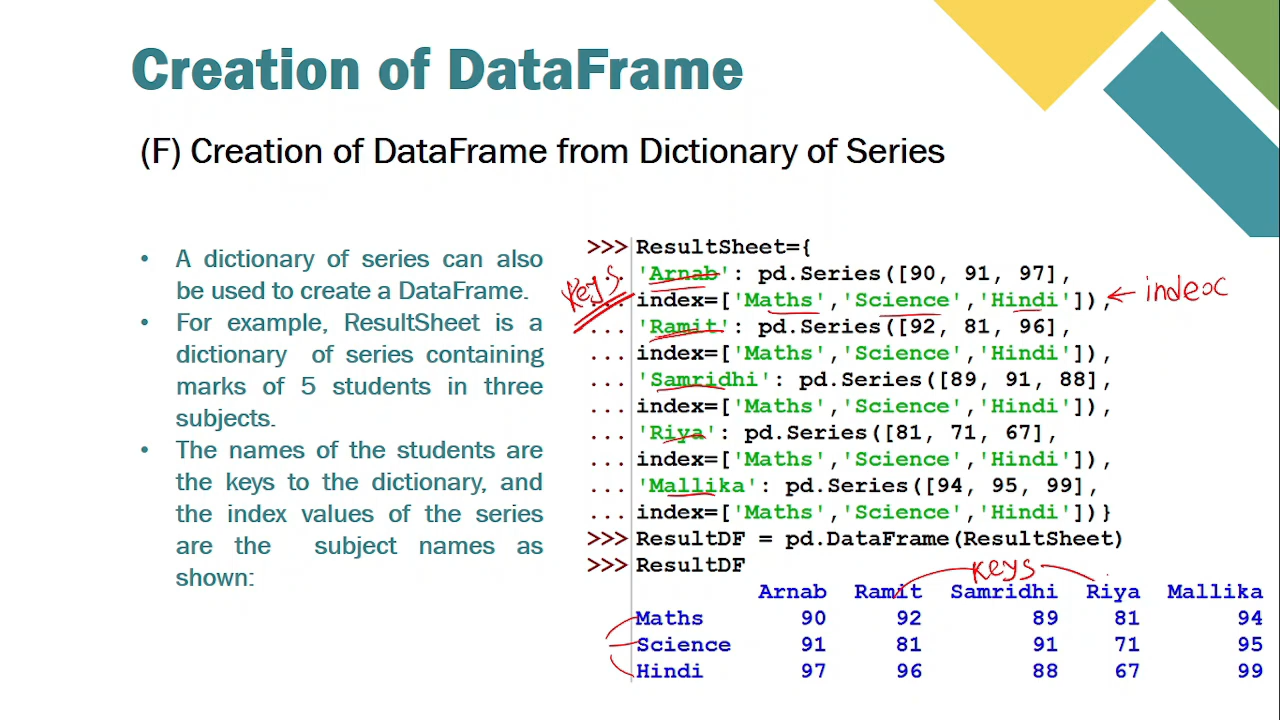 Creation of DataFrame
(F) Creation of DataFrame from Dictionary of Series
• A dictionary of series can also
be used to create a DataFrame.
• For example, ResultSheet is a
dictionary of series containing
marks of 5 students in three
subjects.
• The names of the students are
the keys to the dictionary, and
the index values of the series
are the subject names as
shown:
>>> ResultSheet={
'Arnab': pd.Series([90, 91, 97],
keys
... index=['Maths','Science','Hindi']), ← index
... 'Ramit': pd.Series([92, 81, 96],
... index=['Maths','Science','Hindi']),
... 'Samridhi': pd.Series([89, 91, 88],
... index=['Maths','Science','Hindi']),
... 'Riya': pd.Series([81, 71, 67],
... index=['Maths','Science','Hindi']),
... 'Mallika': pd.Series([94, 95, 99],
... index=['Maths','Science','Hindi'])}
>>> ResultDF = pd.DataFrame(ResultSheet)
>>> ResultDF
keys
Arnab Ramit Samridhi Riya Mallika
Maths 90 92 89 81 94
Science 91 81 91 71 95
Hindi 97 96 88 67 99